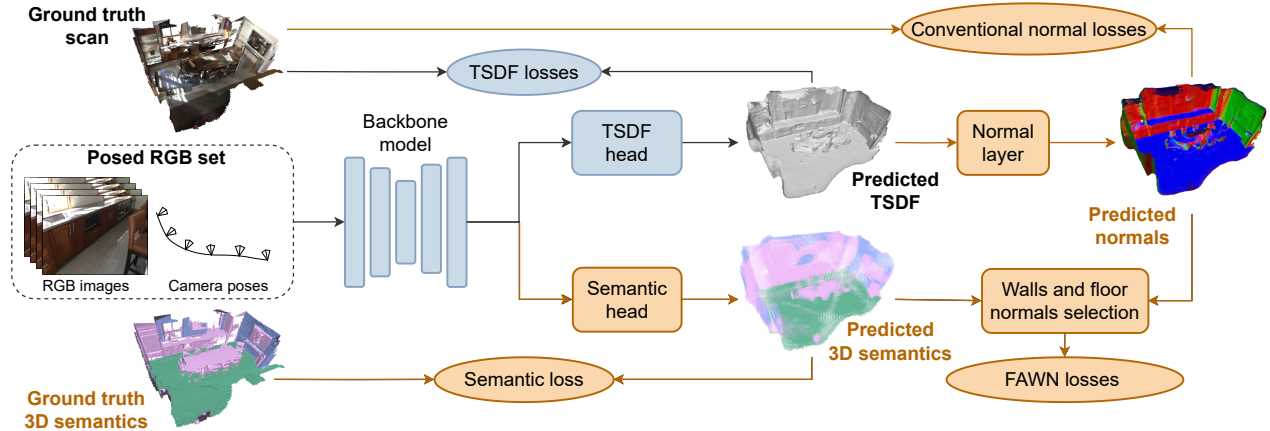 Ground truth
scan
Conventional normal losses
TSDF losses
Backbone
model
TSDF
head
Normal
layer
Posed RGB set
RGB images
Camera poses
Predicted
TSDF
Predicted
normals
Semantic
head
Predicted
3D semantics
Walls and floor
normals selection
Ground truth
3D semantics
Semantic loss
FAWN losses